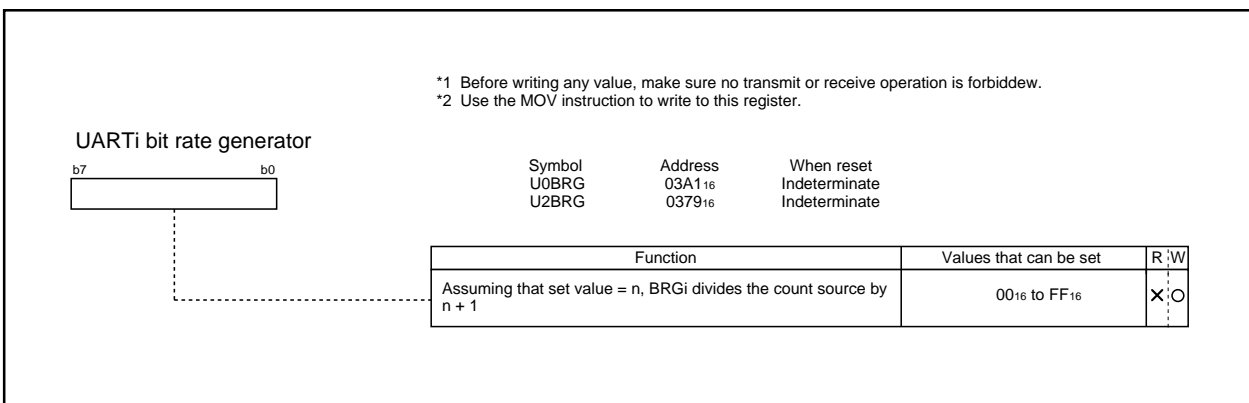 *1 Before writing any value, make sure no transmit or receive operation is forbiddew.
*2 Use the MOV instruction to write to this register.
UARTi bit rate generator
b7 b0
Symbol Address When reset
U0BRG 03A116 Indeterminate
U2BRG 037916 Indeterminate
Function Values that can be set R W
Assuming that set value = n, BRGi divides the count source by
n + 1
0016 to FF16